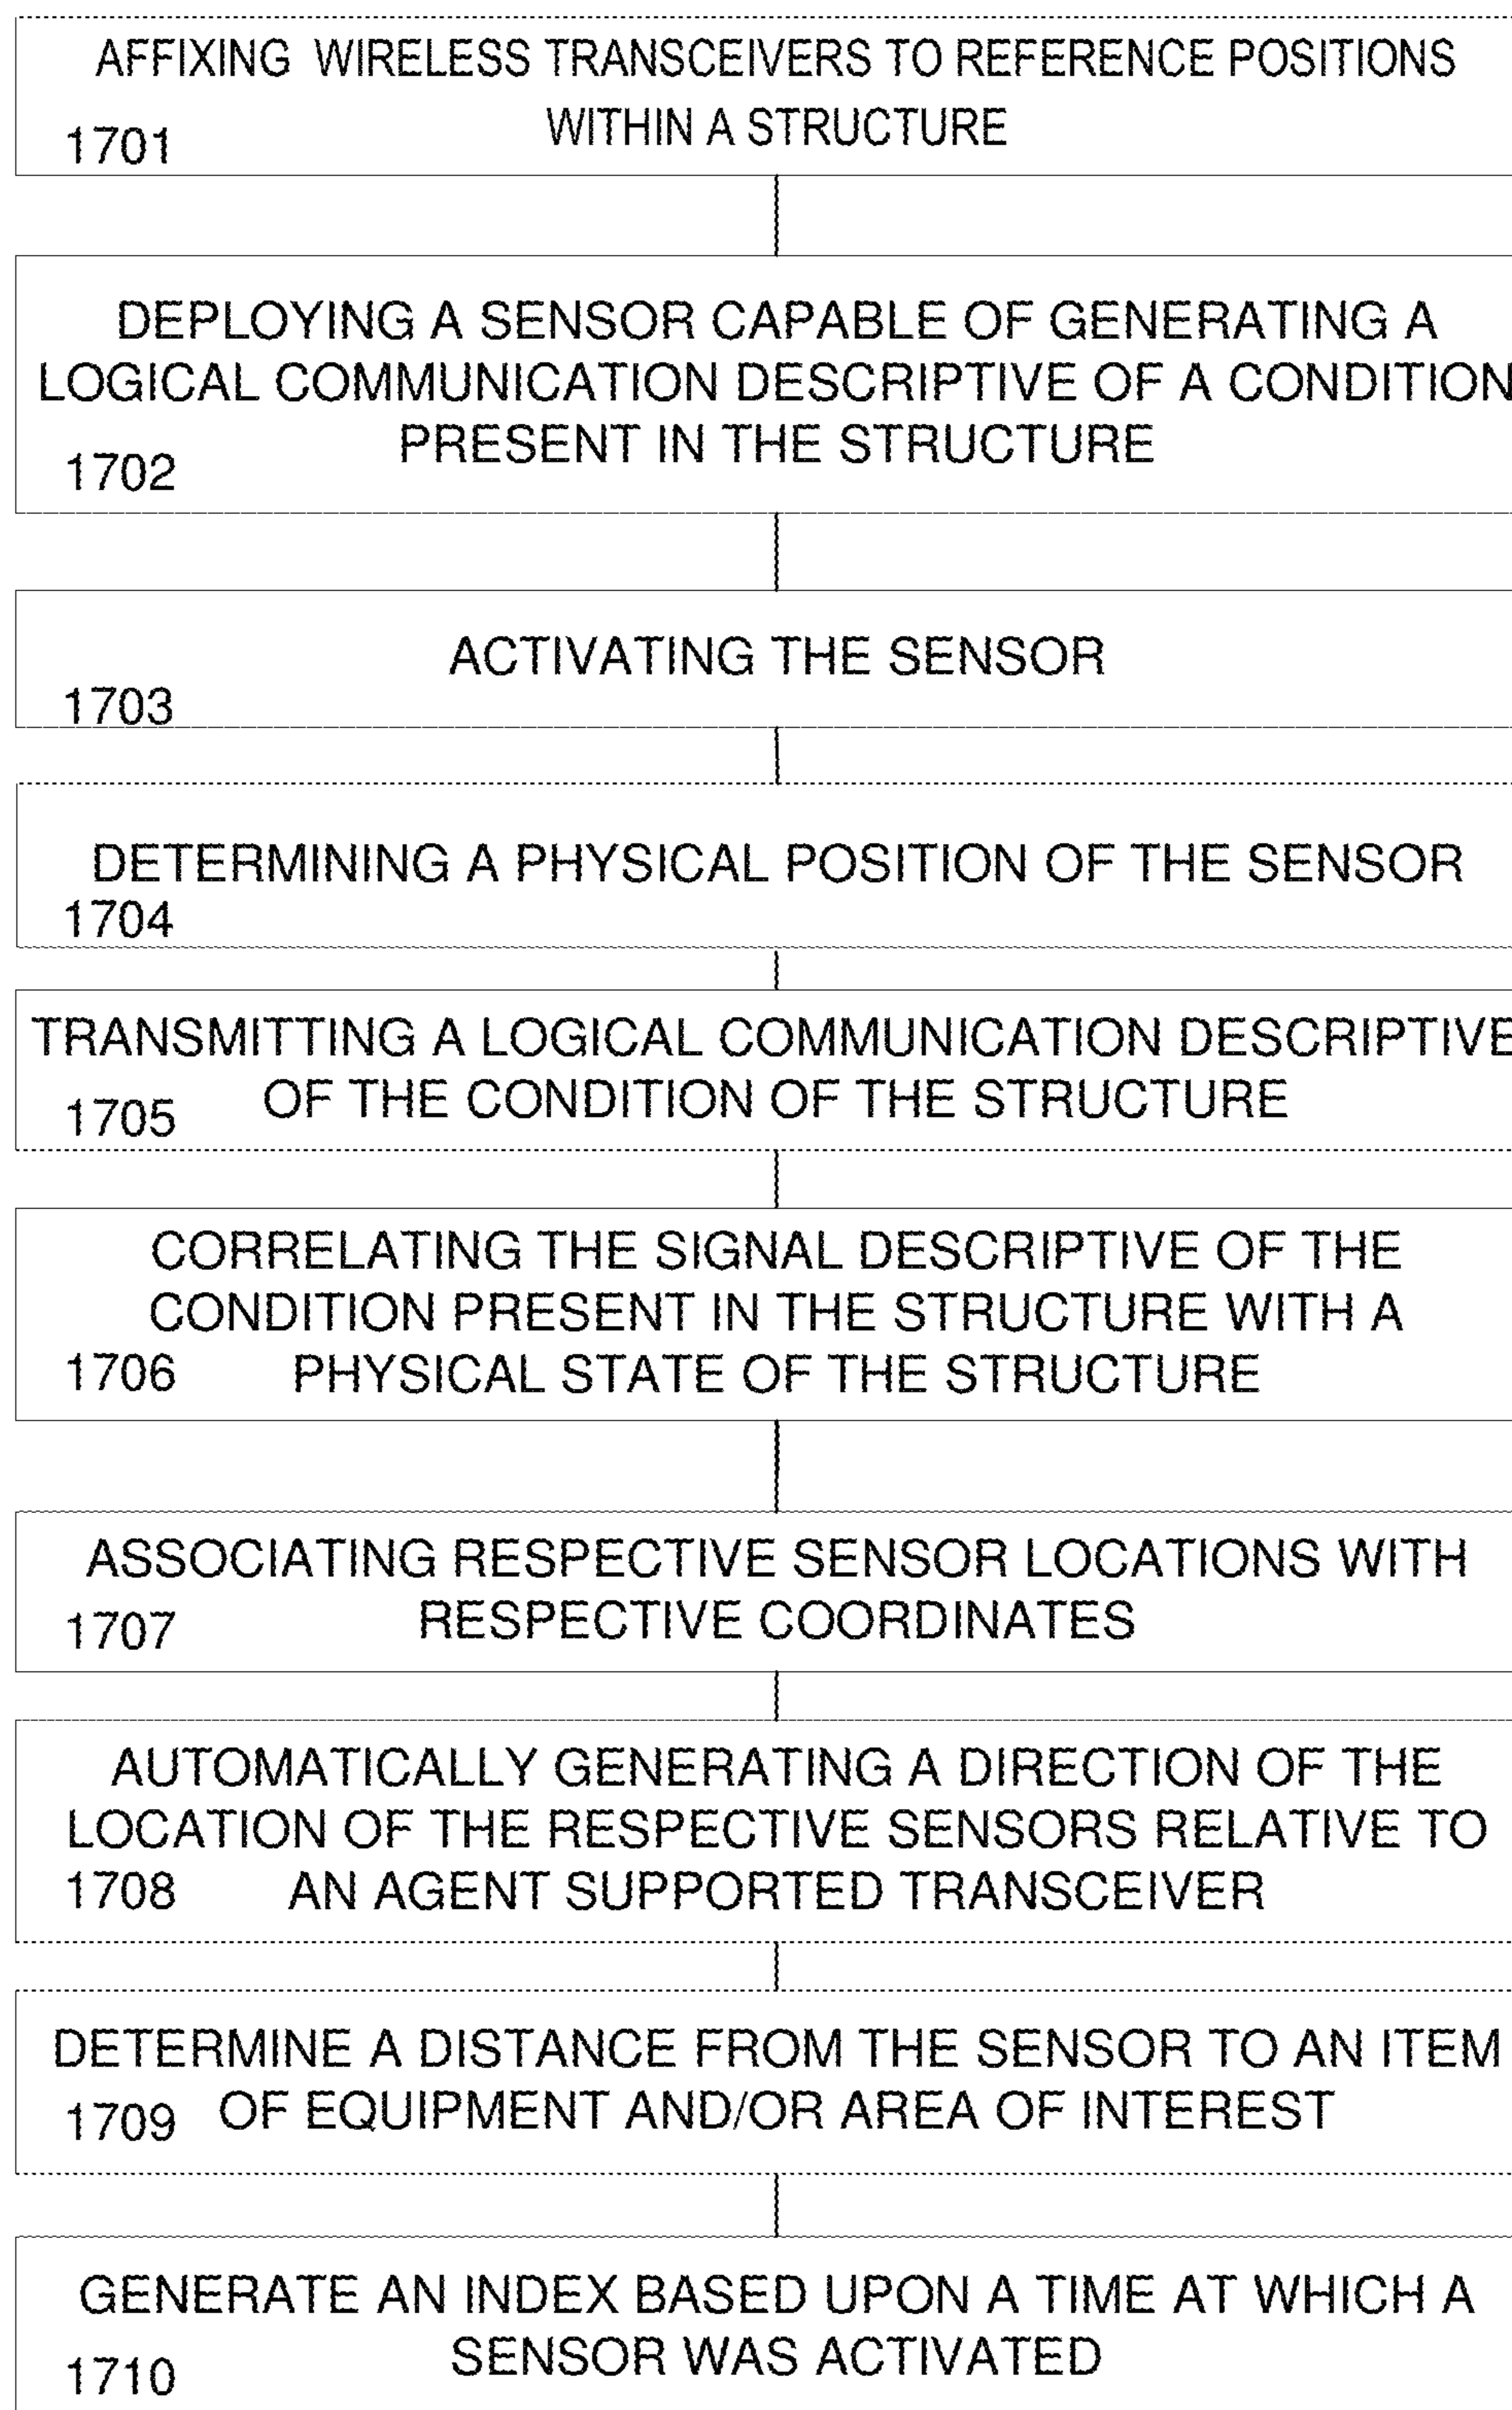 AFFIXING WIRELESS TRANSCEIVERS TO REFERENCE POSITIONS
WITHIN A STRUCTURE
1701
DEPLOYING A SENSOR CAPABLE OF GENERATING A
LOGICAL COMMUNICATION DESCRIPTIVE OF A CONDITION
PRESENT IN THE STRUCTURE
1702
ACTIVATING THE SENSOR
1703
DETERMINING A PHYSICAL POSITION OF THE SENSOR
1704
TRANSMITTING A LOGICAL COMMUNICATION DESCRIPTIVE
OF THE CONDITION OF THE STRUCTURE
1705
CORRELATING THE SIGNAL DESCRIPTIVE OF THE
CONDITION PRESENT IN THE STRUCTURE WITH A
1706 PHYSICAL STATE OF THE STRUCTURE
ASSOCIATING RESPECTIVE SENSOR LOCATIONS WITH
RESPECTIVE COORDINATES
1707
AUTOMATICALLY GENERATING A DIRECTION OF THE
LOCATION OF THE RESPECTIVE SENSORS RELATIVE TO
1708 AN AGENT SUPPORTED TRANSCEIVER
DETERMINE A DISTANCE FROM THE SENSOR TO AN ITEM
1709 OF EQUIPMENT AND/OR AREA OF INTEREST
GENERATE AN INDEX BASED UPON A TIME AT WHICH A
SENSOR WAS ACTIVATED
1710